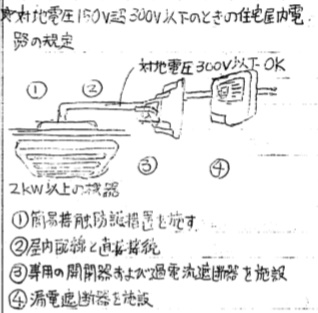 ☆対地電圧150V超300V以下のときの住宅屋内電
路の規定
対地電圧300V以下OK
① ②
③ ④
2kW以上の機器
①簡易接触防護措置を施す
②屋内配線と直接接続
③専用の開閉器および過電流遮断器を施設
④漏電遮断器を施設